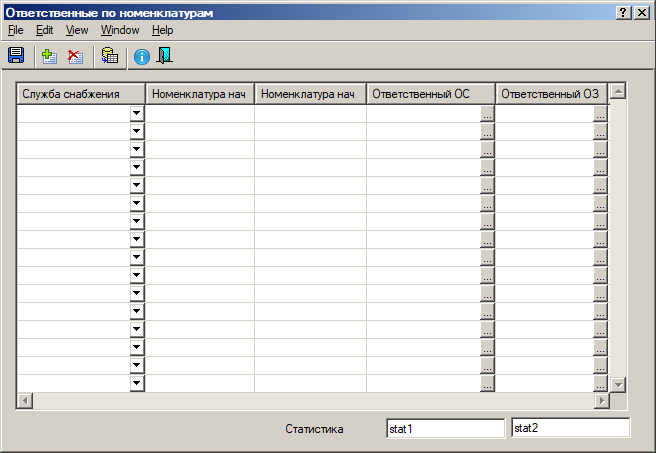 Ответственные по номенклатурам
File Edit View Window Help
Служба снабжения Номенклатура нач Номенклатура нач Ответственный ОС Ответственный ОЗ
Статистика stat1 stat2